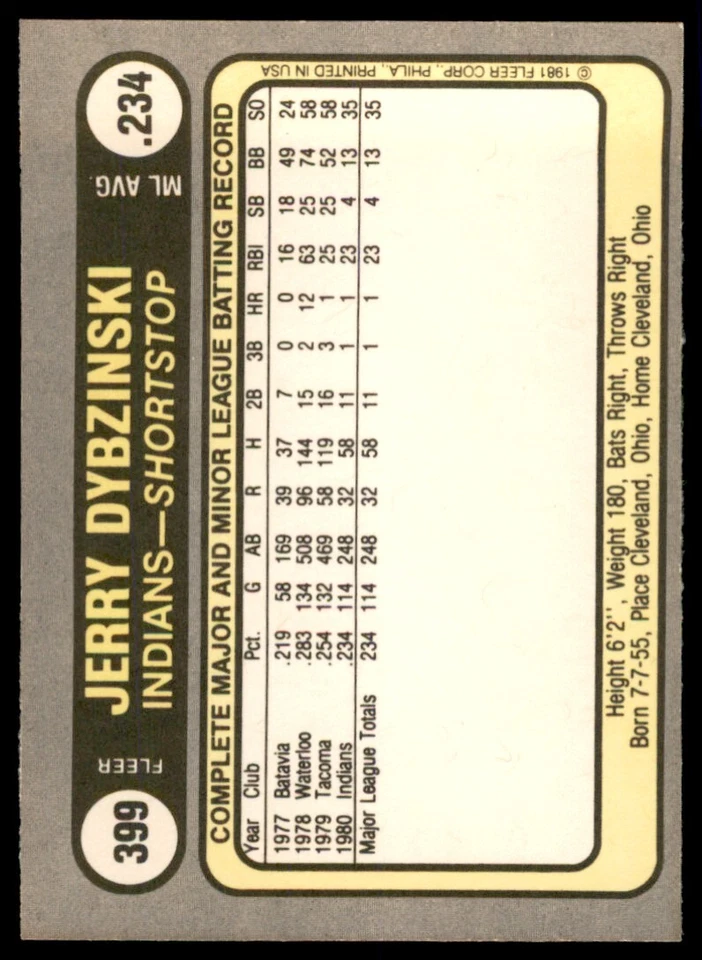 399
FLEER
JERRY DYBZINSKI
INDIANS—SHORTSTOP
ML AVG.
.234
COMPLETE MAJOR AND MINOR LEAGUE BATTING RECORD
Year Club Pct. G AB R H 2B 3B HR RBI SB BB SO
1977 Batavia .219 58 169 39 37 7 0 0 16 18 49 24
1978 Waterloo .283 134 508 96 144 15 2 12 63 25 74 58
1979 Tacoma .254 132 469 58 119 16 3 1 25 25 52 58
1980 Indians .234 114 248 32 58 11 1 1 23 4 13 35
Major League Totals 234 114 248 32 58 11 1 1 23 4 13 35
Height 6'2'', Weight 180, Bats Right, Throws Right
Born 7-7-55, Place Cleveland, Ohio, Home Cleveland, Ohio
© 1981 FLEER CORP., PHILA., PRINTED IN USA